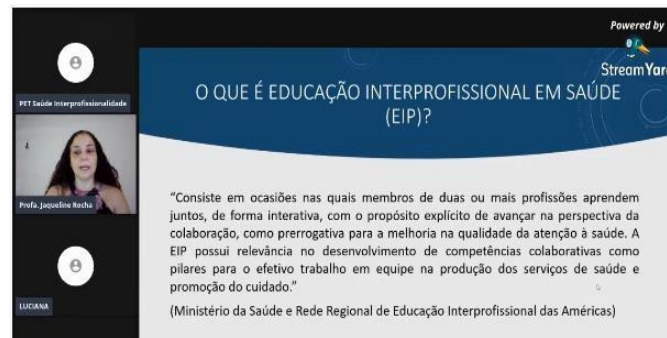 Powered by
StreamYard
O QUE É EDUCAÇÃO INTERPROFISSIONAL EM SAÚDE
(EIP)?
PET Saúde Interprofissionalidade
Profa. Jaqueline Rocha
LUCIANA
“Consiste em ocasiões nas quais membros de duas ou mais profissões aprendem
juntos, de forma interativa, com o propósito explícito de avançar na perspectiva da
colaboração, como prerrogativa para a melhoria na qualidade da atenção à saúde. A
EIP possui relevância no desenvolvimento de competências colaborativas como
pilares para o efetivo trabalho em equipe na produção dos serviços de saúde e
promoção do cuidado.”
(Ministério da Saúde e Rede Regional de Educação Interprofissional das Américas)